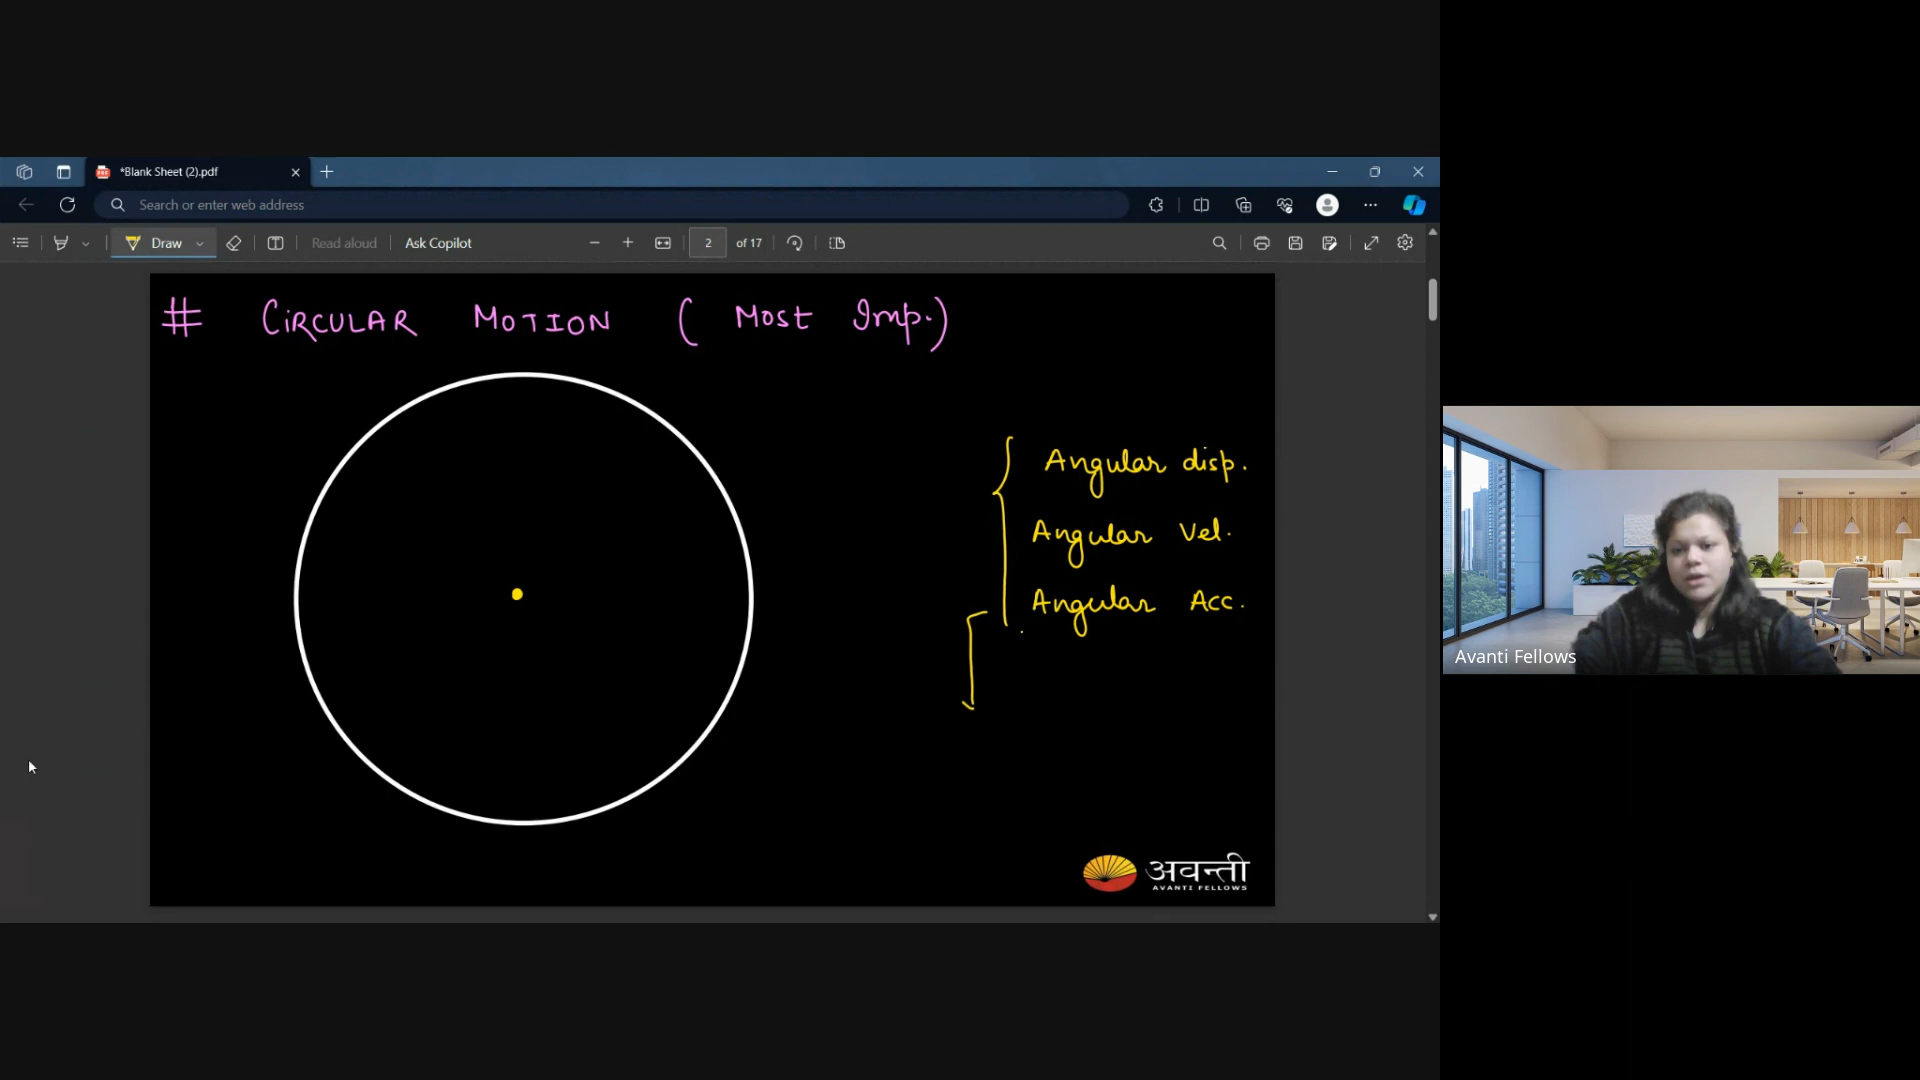 *Blank Sheet (2).pdf
Search or enter web address
Draw
Read aloud
Ask Copilot
2 of 17
# CIRCULAR MOTION ( Most Imp.)
Angular disp.
Angular Vel.
Angular Acc.
अवन्ती
AVANTI FELLOWS
Avanti Fellows